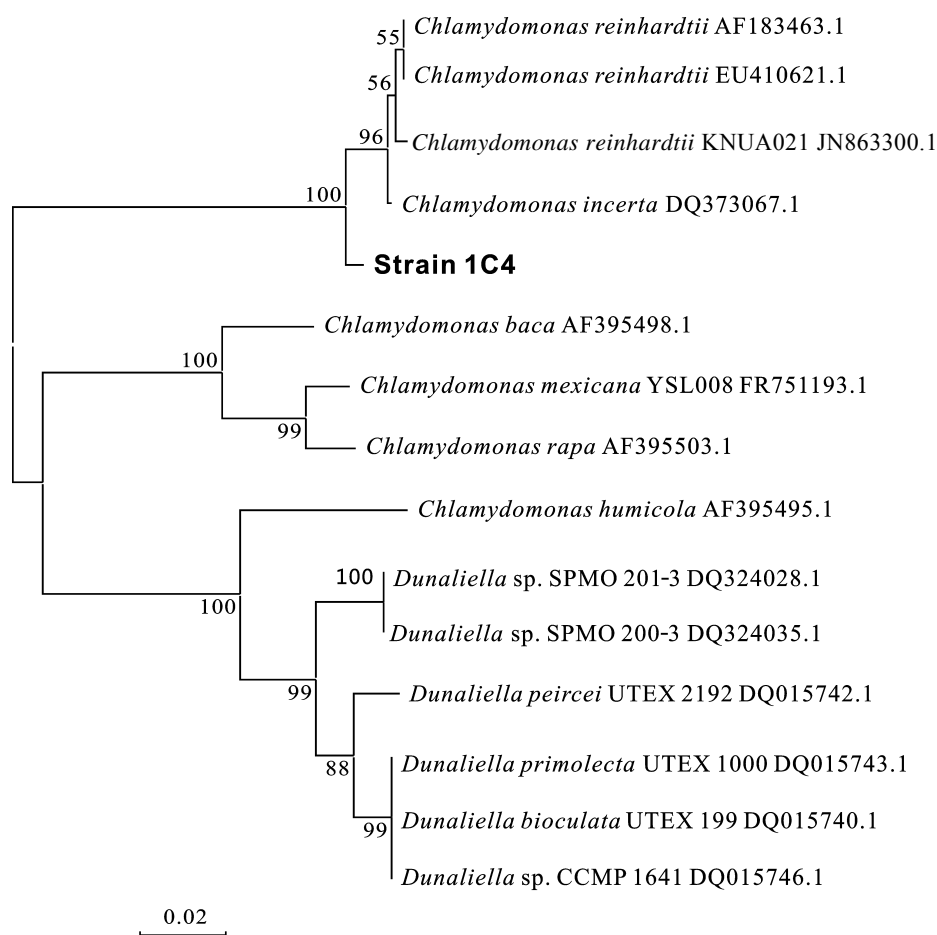 55
Chlamydomonas reinhardtii AF183463.1
Chlamydomonas reinhardtii EU410621.1
56
96
Chlamydomonas reinhardtii KNUA021 JN863300.1
100
Chlamydomonas incerta DQ373067.1
Strain 1C4
Chlamydomonas baca AF395498.1
100
Chlamydomonas mexicana YSL008 FR751193.1
99
Chlamydomonas rapa AF395503.1
Chlamydomonas humicola AF395495.1
100
Dunaliella sp. SPMO 201-3 DQ324028.1
100
Dunaliella sp. SPMO 200-3 DQ324035.1
99
Dunaliella peircei UTEX 2192 DQ015742.1
88
Dunaliella primolecta UTEX 1000 DQ015743.1
99
Dunaliella bioculata UTEX 199 DQ015740.1
Dunaliella sp. CCMP 1641 DQ015746.1
0.02